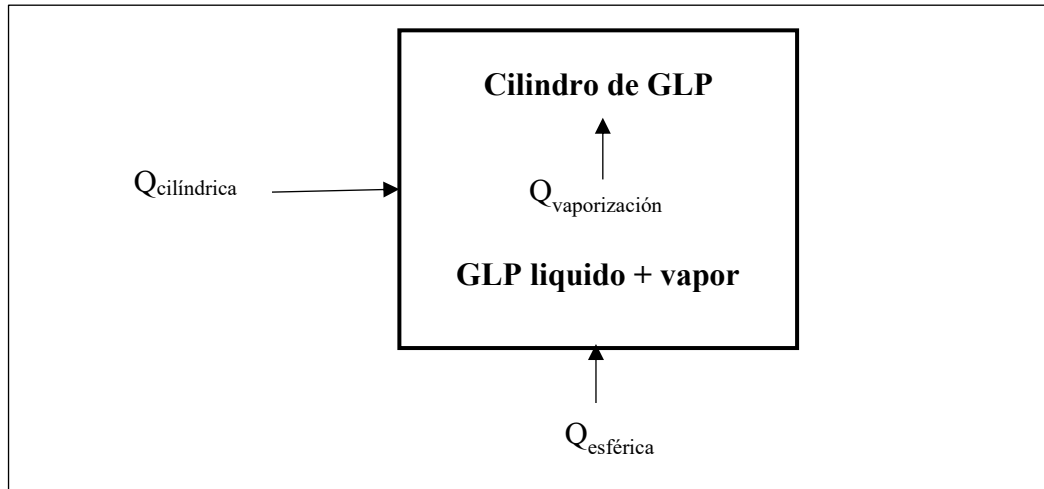 Cilindro de GLP
Qcilíndrica
Qvaporización
GLP liquido + vapor
Qesférica